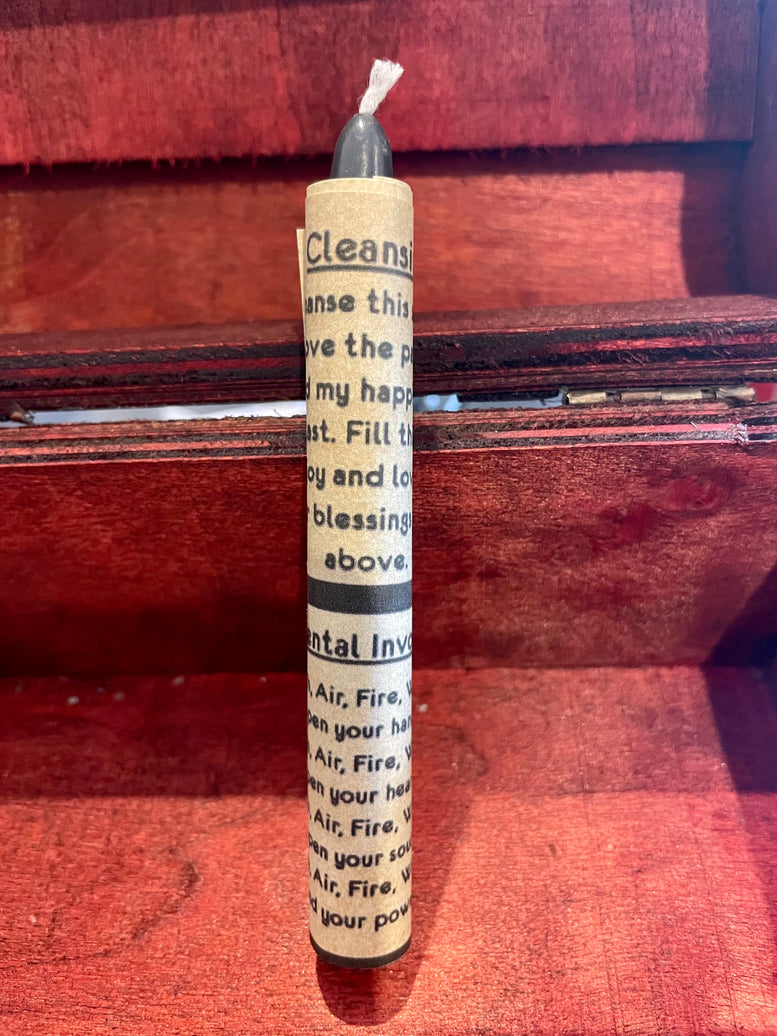 Cleansi
anse this
ove the p
d my happ
ast. Fill th
oy and lov
blessings
above.
ental Invo
, Air, Fire, W
pen your han
, Air, Fire, W
en your hea
, Air, Fire, W
pen your sou
Air, Fire, W
d your powe